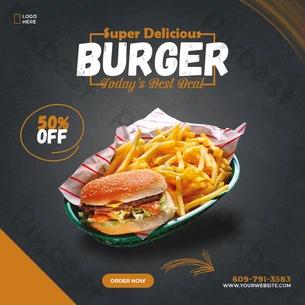 LOGO
HERE
Super Delicious
BURGER
Today's Best Deal
50%
OFF
ORDER NOW
609-791-3583
WWW.YOURWEBSITE.COM